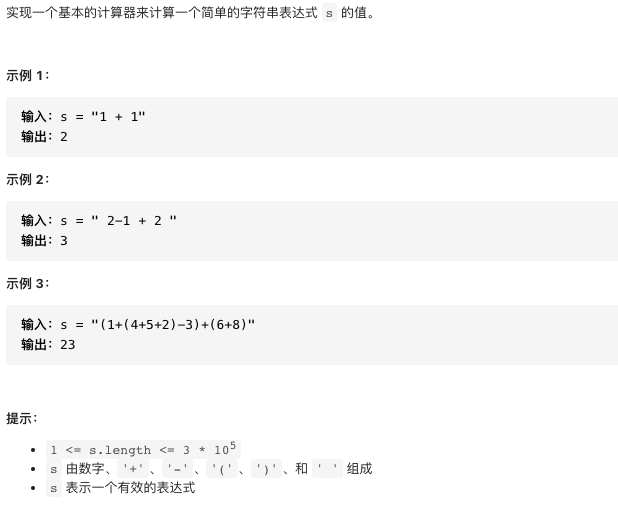 实现一个基本的计算器来计算一个简单的字符串表达式 s 的值。
示例 1：
输入：s = "1 + 1"
输出：2
示例 2：
输入：s = " 2-1 + 2 "
输出：3
示例 3：
输入：s = "(1+(4+5+2)-3)+(6+8)"
输出：23
提示：
• 1 <= s.length <= 3 * 10⁵
• s 由数字、'+'、'-'、'('、')'、和 ' ' 组成
• s 表示一个有效的表达式